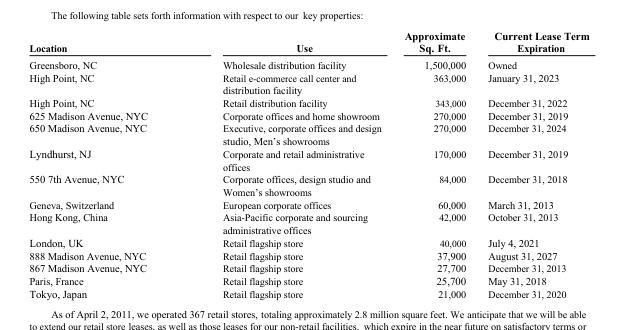 The following table sets forth information with respect to our key properties:
Approximate Current Lease Term
Location Use Sq. Ft. Expiration
Greensboro, NC Wholesale distribution facility 1,500,000 Owned
High Point, NC Retail e-commerce call center and 363,000 January 31, 2023
distribution facility
High Point, NC Retail distribution facility 343,000 December 31, 2022
625 Madison Avenue, NYC Corporate offices and home showroom 270,000 December 31, 2019
650 Madison Avenue, NYC Executive, corporate offices and design 270,000 December 31, 2024
studio, Men's showrooms
Lyndhurst, NJ Corporate and retail administrative 170,000 December 31, 2019
offices
550 7th Avenue, NYC Corporate offices, design studio and 84,000 December 31, 2018
Women's showrooms
Geneva, Switzerland European corporate offices 60,000 March 31, 2013
Hong Kong, China Asia-Pacific corporate and sourcing 42,000 October 31, 2013
administrative offices
London, UK Retail flagship store 40,000 July 4, 2021
888 Madison Avenue, NYC Retail flagship store 37,900 August 31, 2027
867 Madison Avenue, NYC Retail flagship store 27,700 December 31, 2013
Paris, France Retail flagship store 25,700 May 31, 2018
Tokyo, Japan Retail flagship store 21,000 December 31, 2020
As of April 2, 2011, we operated 367 retail stores, totaling approximately 2.8 million square feet. We anticipate that we will be able
to extend our retail store leases, as well as those leases for our non-retail facilities, which expire in the near future on satisfactory terms or